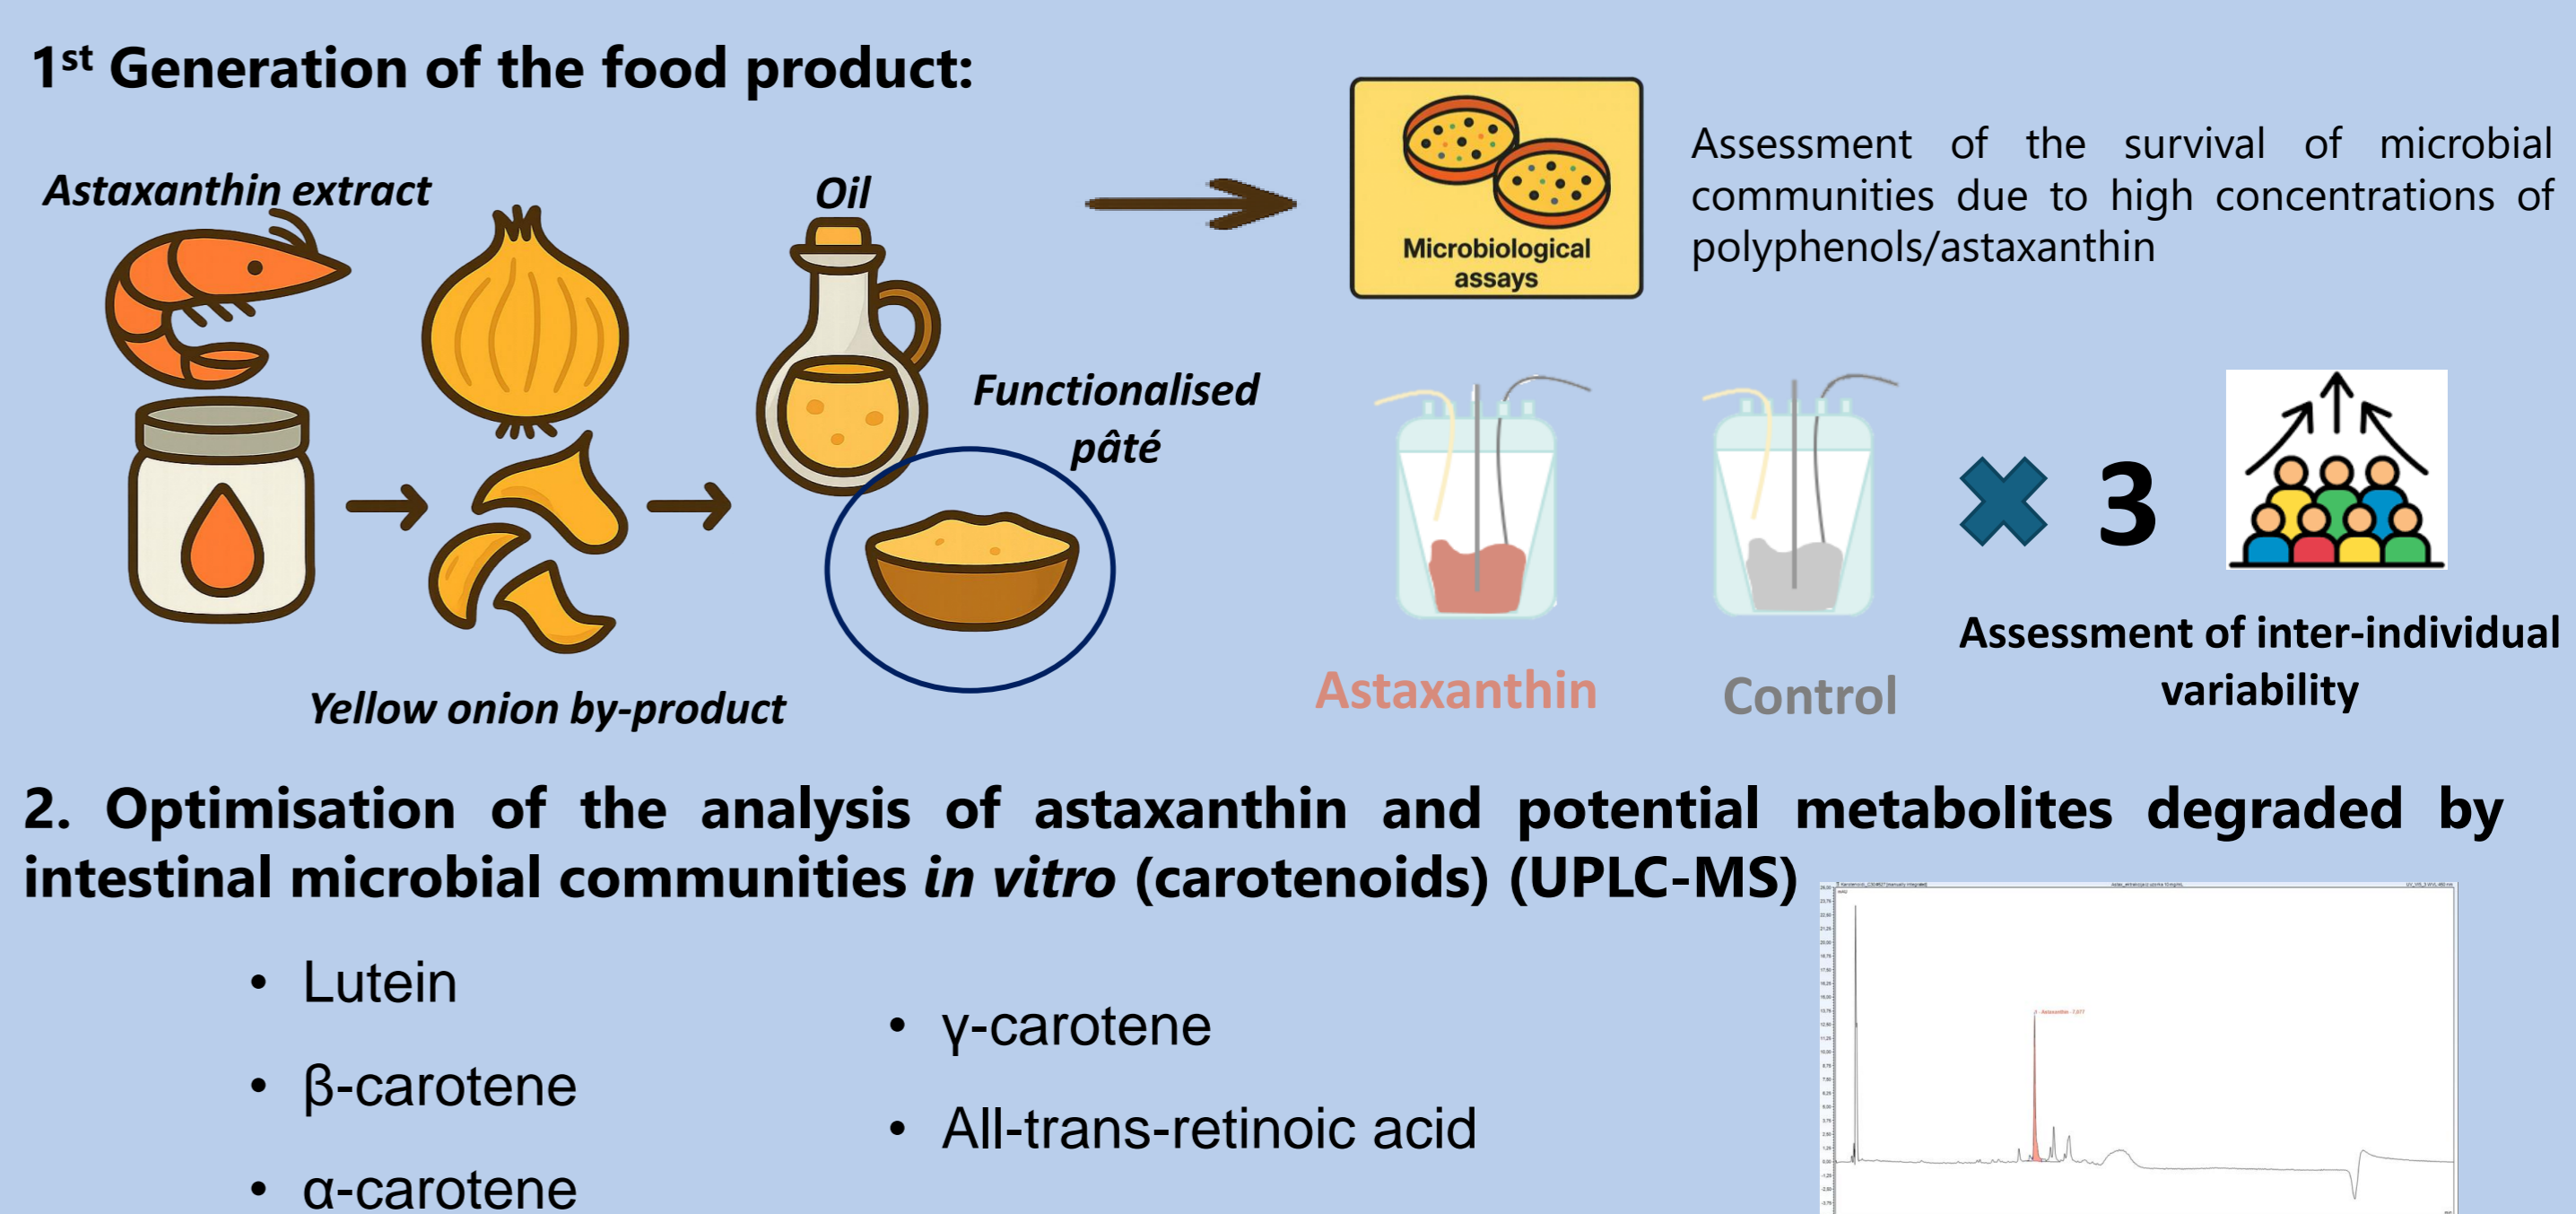 1st Generation of the food product:
Astaxanthin extract
Oil
Functionalised
pâté
Yellow onion by-product
Microbiological
assays
Assessment of the survival of microbial
communities due to high concentrations of
polyphenols/astaxanthin
Astaxanthin
Control
3
Assessment of inter-individual
variability
2. Optimisation of the analysis of astaxanthin and potential metabolites degraded by
intestinal microbial communities in vitro (carotenoids) (UPLC-MS)
• Lutein
• β-carotene
• α-carotene
• γ-carotene
• All-trans-retinoic acid